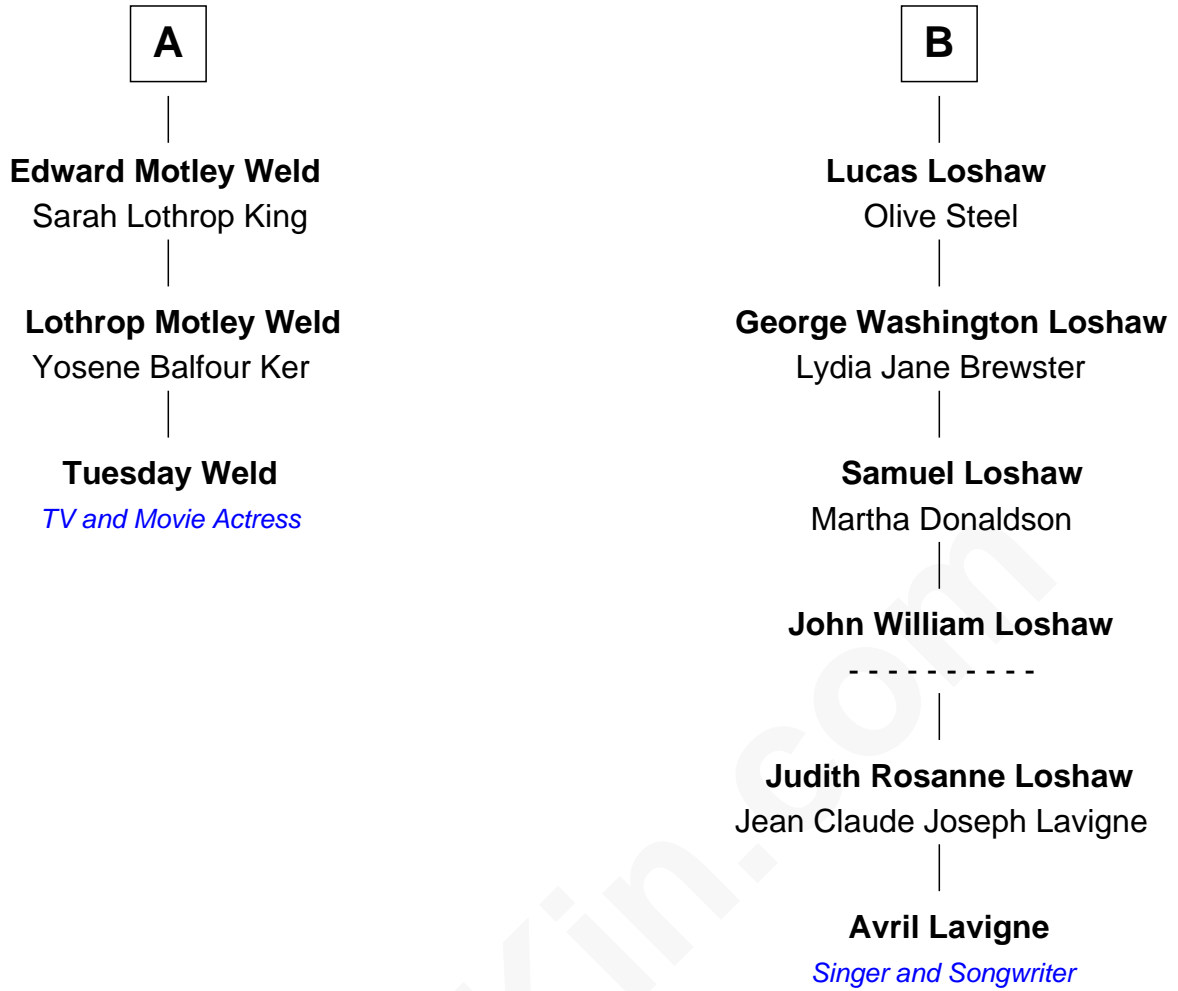 A
Edward Motley Weld
Sarah Lothrop King
Lothrop Motley Weld
Yosene Balfour Ker
Tuesday Weld
TV and Movie Actress
B
Lucas Loshaw
Olive Steel
George Washington Loshaw
Lydia Jane Brewster
Samuel Loshaw
Martha Donaldson
John William Loshaw
- - - - - - - - - -
Judith Rosanne Loshaw
Jean Claude Joseph Lavigne
Avril Lavigne
Singer and Songwriter
Kin.com